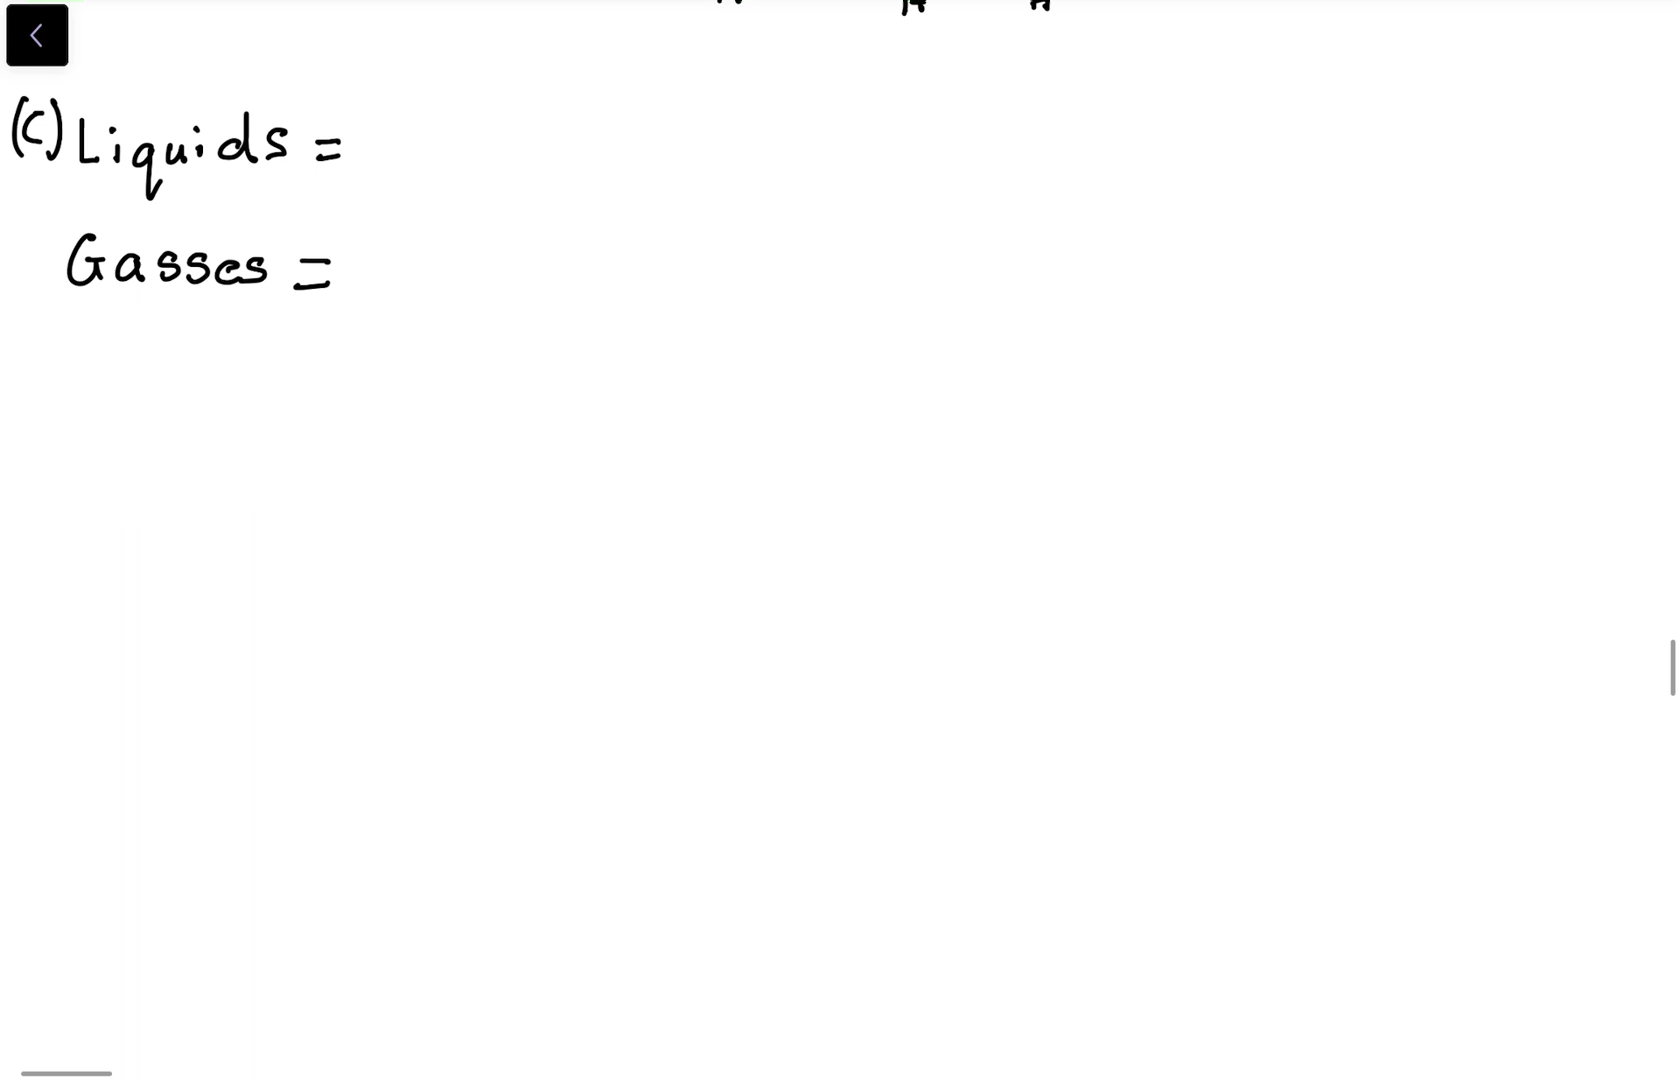 (C) Liquids =
Gasses =